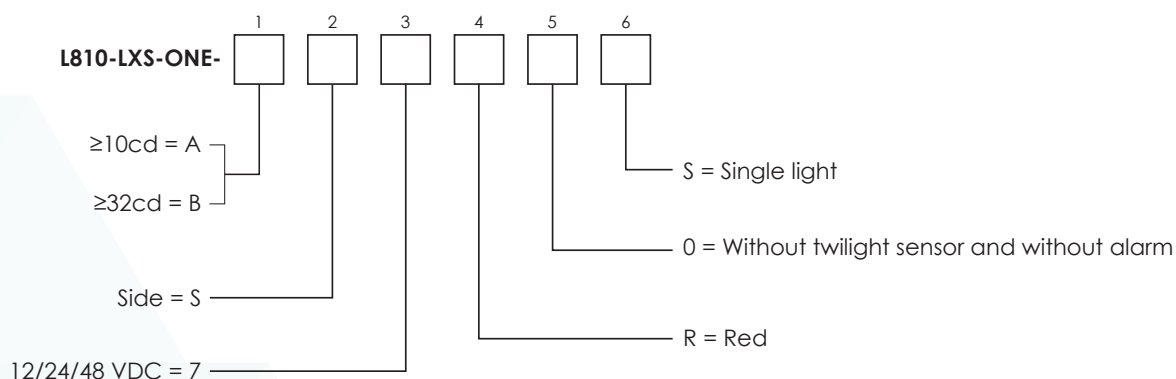 1 2 3 4 5 6
L810-LXS-ONE-
≥10cd = A
S = Single light
≥32cd = B
0 = Without twilight sensor and without alarm
Side = S
R = Red
12/24/48 VDC = 7